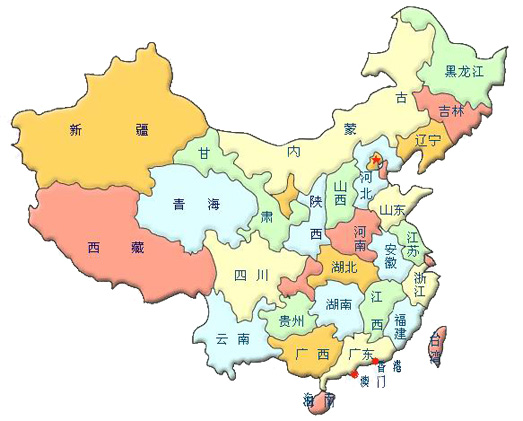 黑龙江
古
吉林
新 疆
蒙
辽宁
内
甘
河
北
山
西
青 海
陕
西
山东
肃
河
南
江
苏
西 藏
安
徽
四 川
湖北
浙
江
湖南
江
西
贵州
福
建
云 南
广 西
广东
台
湾
香 港
澳 门
海 南